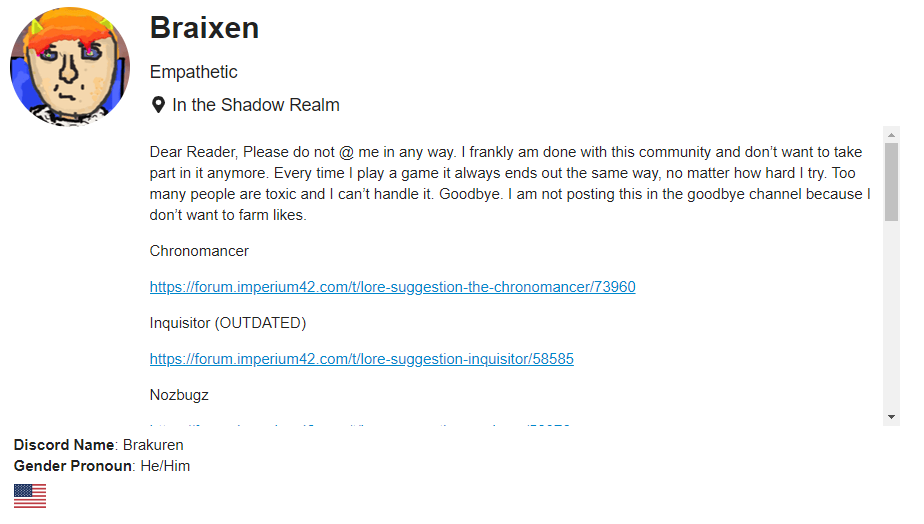 Braixen
Empathetic
In the Shadow Realm
Dear Reader, Please do not @ me in any way. I frankly am done with this community and don’t want to take
part in it anymore. Every time I play a game it always ends out the same way, no matter how hard I try. Too
many people are toxic and I can’t handle it. Goodbye. I am not posting this in the goodbye channel because I
don’t want to farm likes.
Chronomancer
https://forum.imperium42.com/t/lore-suggestion-the-chronomancer/73960
Inquisitor (OUTDATED)
https://forum.imperium42.com/t/lore-suggestion-inquisitor/58585
Nozbugz
Discord Name: Brakuren
Gender Pronoun: He/Him